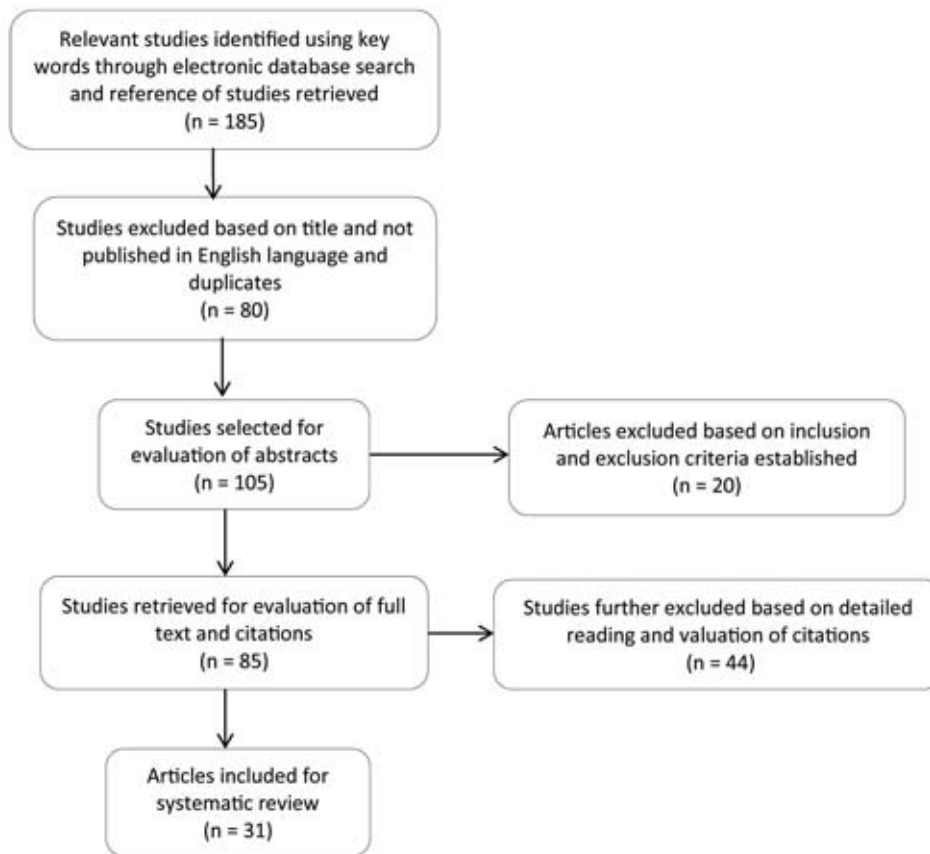 Relevant studies identified using key
words through electronic database search
and reference of studies retrieved
(n = 185)
Studies excluded based on title and not
published in English language and
duplicates
(n = 80)
Studies selected for
evaluation of abstracts
(n = 105)
Articles excluded based on inclusion
and exclusion criteria established
(n = 20)
Studies retrieved for evaluation of full
text and citations
(n = 85)
Studies further excluded based on detailed
reading and valuation of citations
(n = 44)
Articles included for
systematic review
(n = 31)